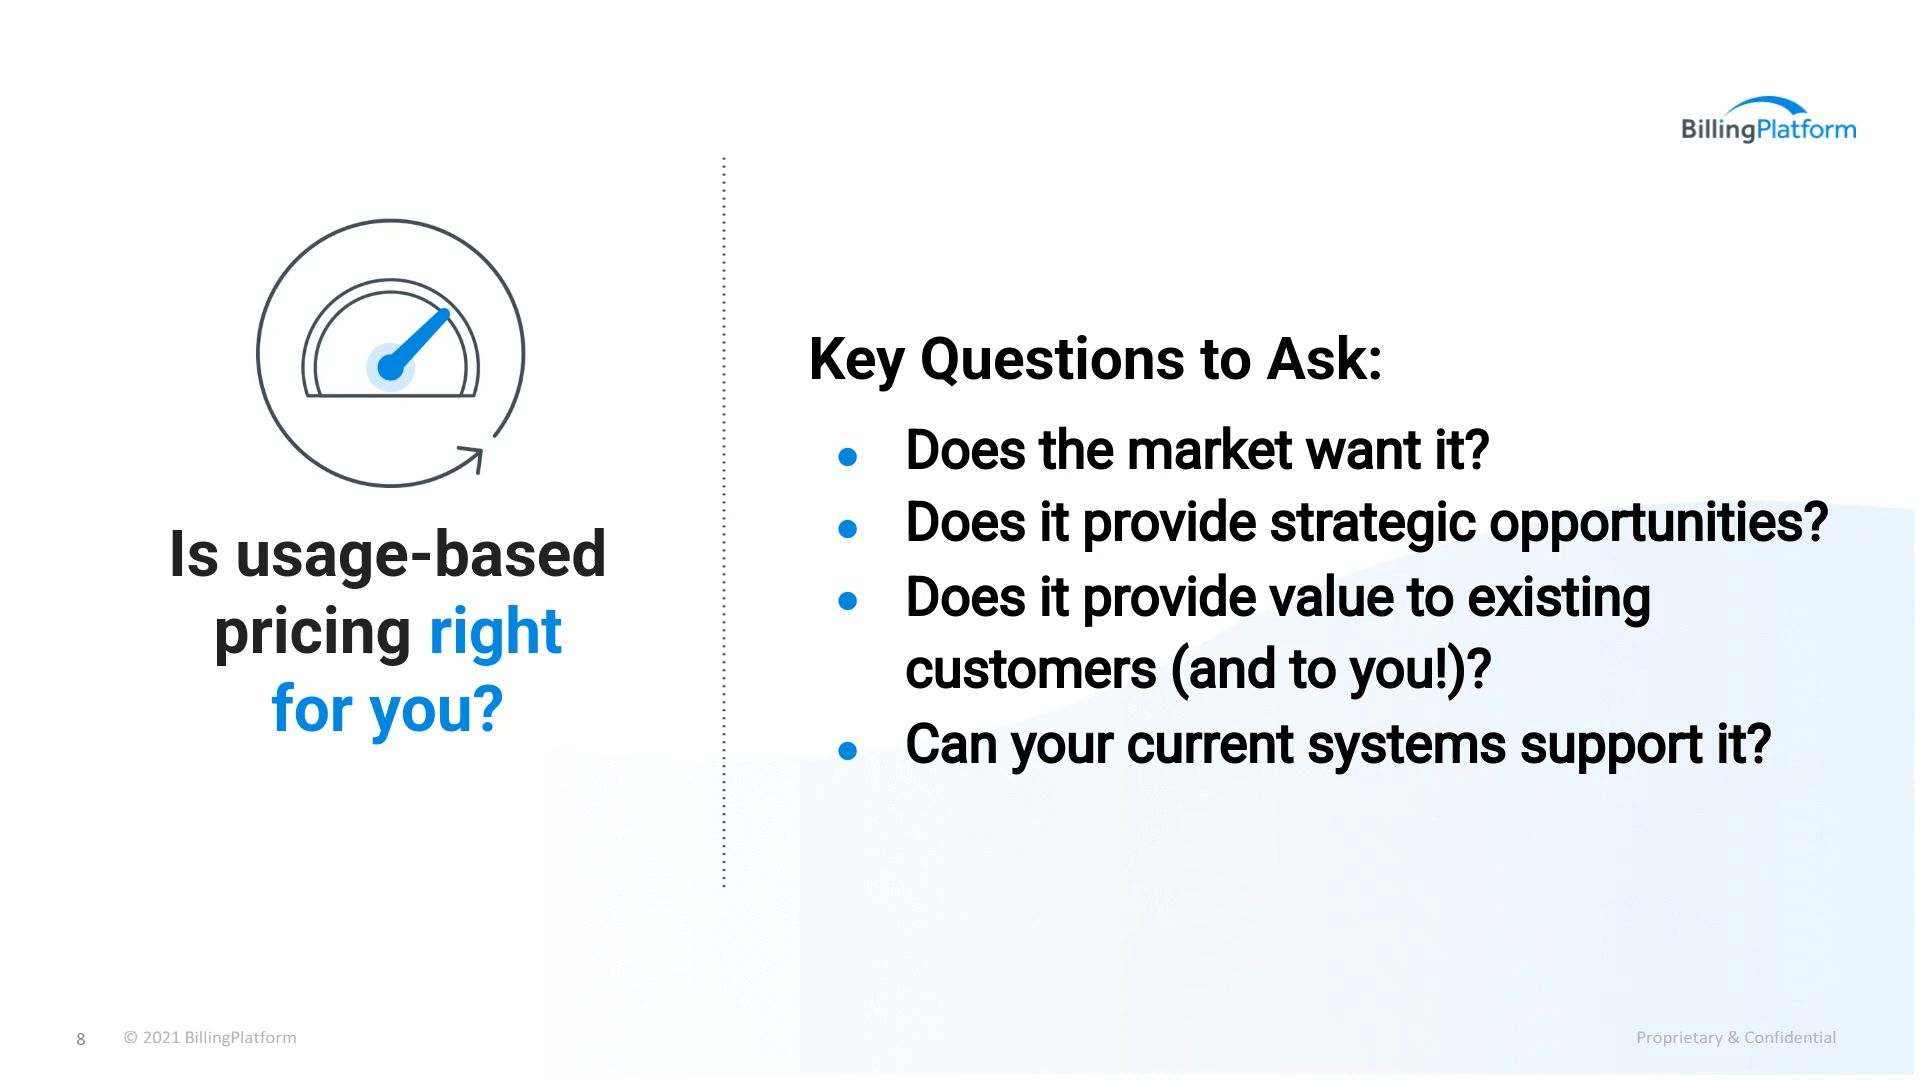 BillingPlatform
Is usage-based
pricing right
for you?
Key Questions to Ask:
Does the market want it?
Does it provide strategic opportunities?
Does it provide value to existing
customers (and to you!)?
Can your current systems support it?
8
© 2021 BillingPlatform
Proprietary & Confidential